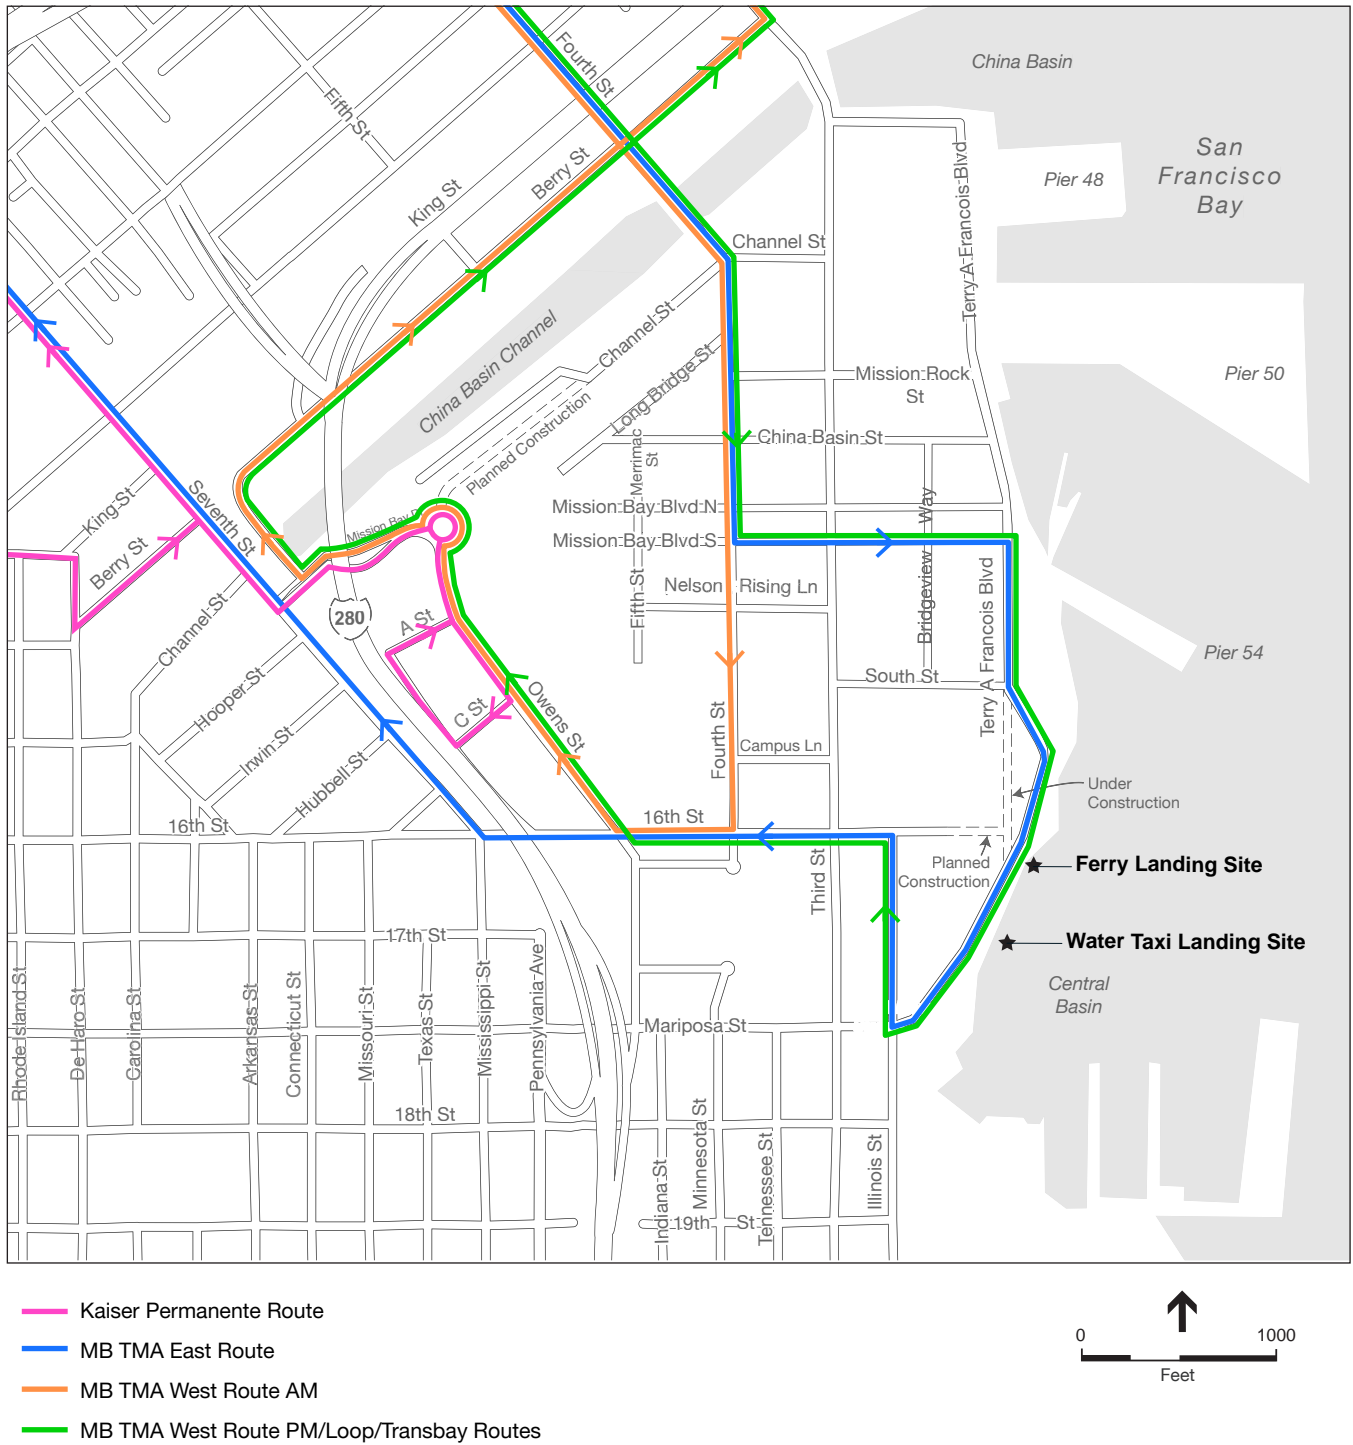 Fourth St
China Basin
Fifth St
San
Francisco
Bay
Pier 48
Berry St
King St
Terry A Francois Blvd
Channel St
China Basin Channel
Channel St
Long Bridge St
Mission Rock
St
Pier 50
Planned Construction
China Basin St
Merrimac
St
King St
Seventh St
Mission Bay Blvd N
Way
Mission Bay
Berry St
Mission Bay Blvd S
Fifth St
Nelson Rising Ln
Bridgeview
Terry A Francois Blvd
280
A St
Channel St
Pier 54
South St
Hooper St
C St
Owens St
Fourth St
Irwin St
Campus Ln
Hubbell St
Under
Construction
16th St
16th St
Planned
Construction
Third St
Ferry Landing Site
17th St
Water Taxi Landing Site
Central
Basin
Rhode Island St
De Haro St
Carolina St
Arkansas St
Connecticut St
Missouri St
Texas St
Mississippi St
Pennsylvania Ave
Mariposa St
18th St
Indiana St
Minnesota St
Tennessee St
Illinois St
19th St
Kaiser Permanente Route
MB TMA East Route
MB TMA West Route AM
MB TMA West Route PM/Loop/Transbay Routes
0 1000
Feet